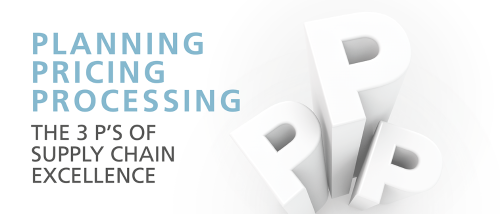 PLANNING
PRICING
PROCESSING
THE 3 P'S OF
SUPPLY CHAIN
EXCELLENCE
P
P
P